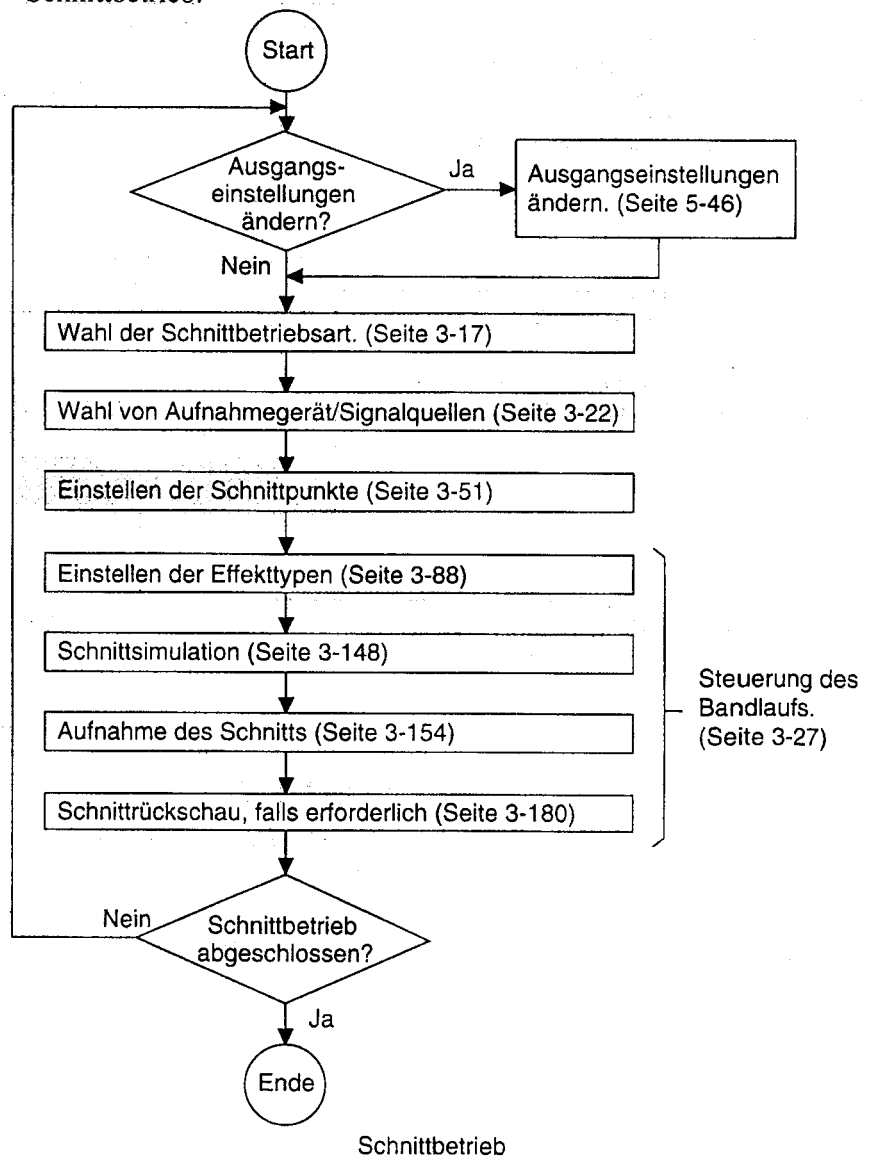 Schnittbetrieb.
Start
Ausgangs-
einstellungen
ändern?
Ja
Ausgangseinstellungen
ändern. (Seite 5-46)
Nein
Wahl der Schnittbetriebsart. (Seite 3-17)
Wahl von Aufnahmegerät/Signalquellen (Seite 3-22)
Einstellen der Schnittpunkte (Seite 3-51)
Einstellen der Effekttypen (Seite 3-88)
Schnittsimulation (Seite 3-148)
Aufnahme des Schnitts (Seite 3-154)
Schnittrückschau, falls erforderlich (Seite 3-180)
Steuerung des
Bandlaufs.
(Seite 3-27)
Nein
Schnittbetrieb
abgeschlossen?
Ja
Ende
Schnittbetrieb